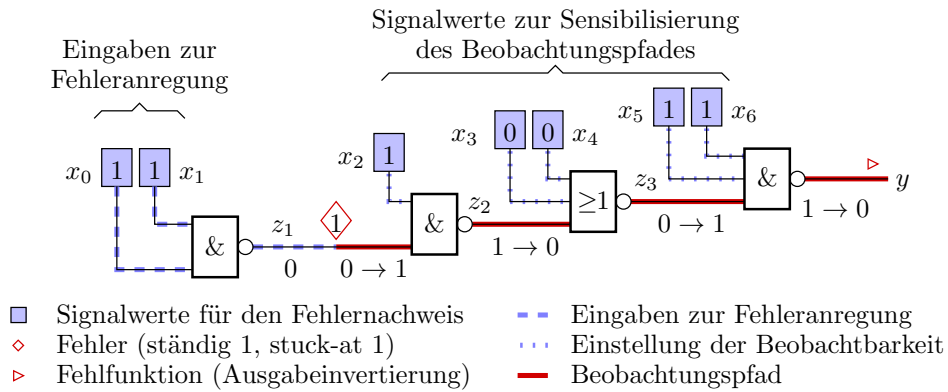 Signalwerte zur Sensibilisierung
des Beobachtungspfades
Eingaben zur
Fehleranregung
x5 1 1 x6
x3 0 0 x4
x2 1
x0 1 1 x1
& z1 1 & z2 ≥1 z3 & y
0 0 → 1 1 → 0 0 → 1 1 → 0
Signalwerte für den Fehlernachweis
Fehler (ständig 1, stuck-at 1)
Fehlfunktion (Ausgabeinvertierung)
Eingaben zur Fehleranregung
Einstellung der Beobachtbarkeit
Beobachtungspfad